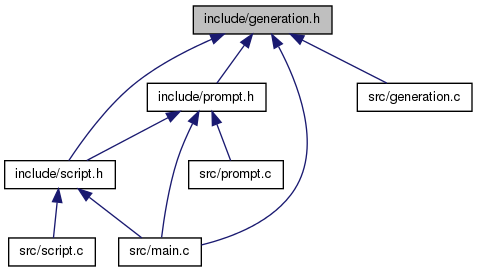 include/generation.h
include/prompt.h
src/generation.c
include/script.h
src/prompt.c
src/script.c
src/main.c